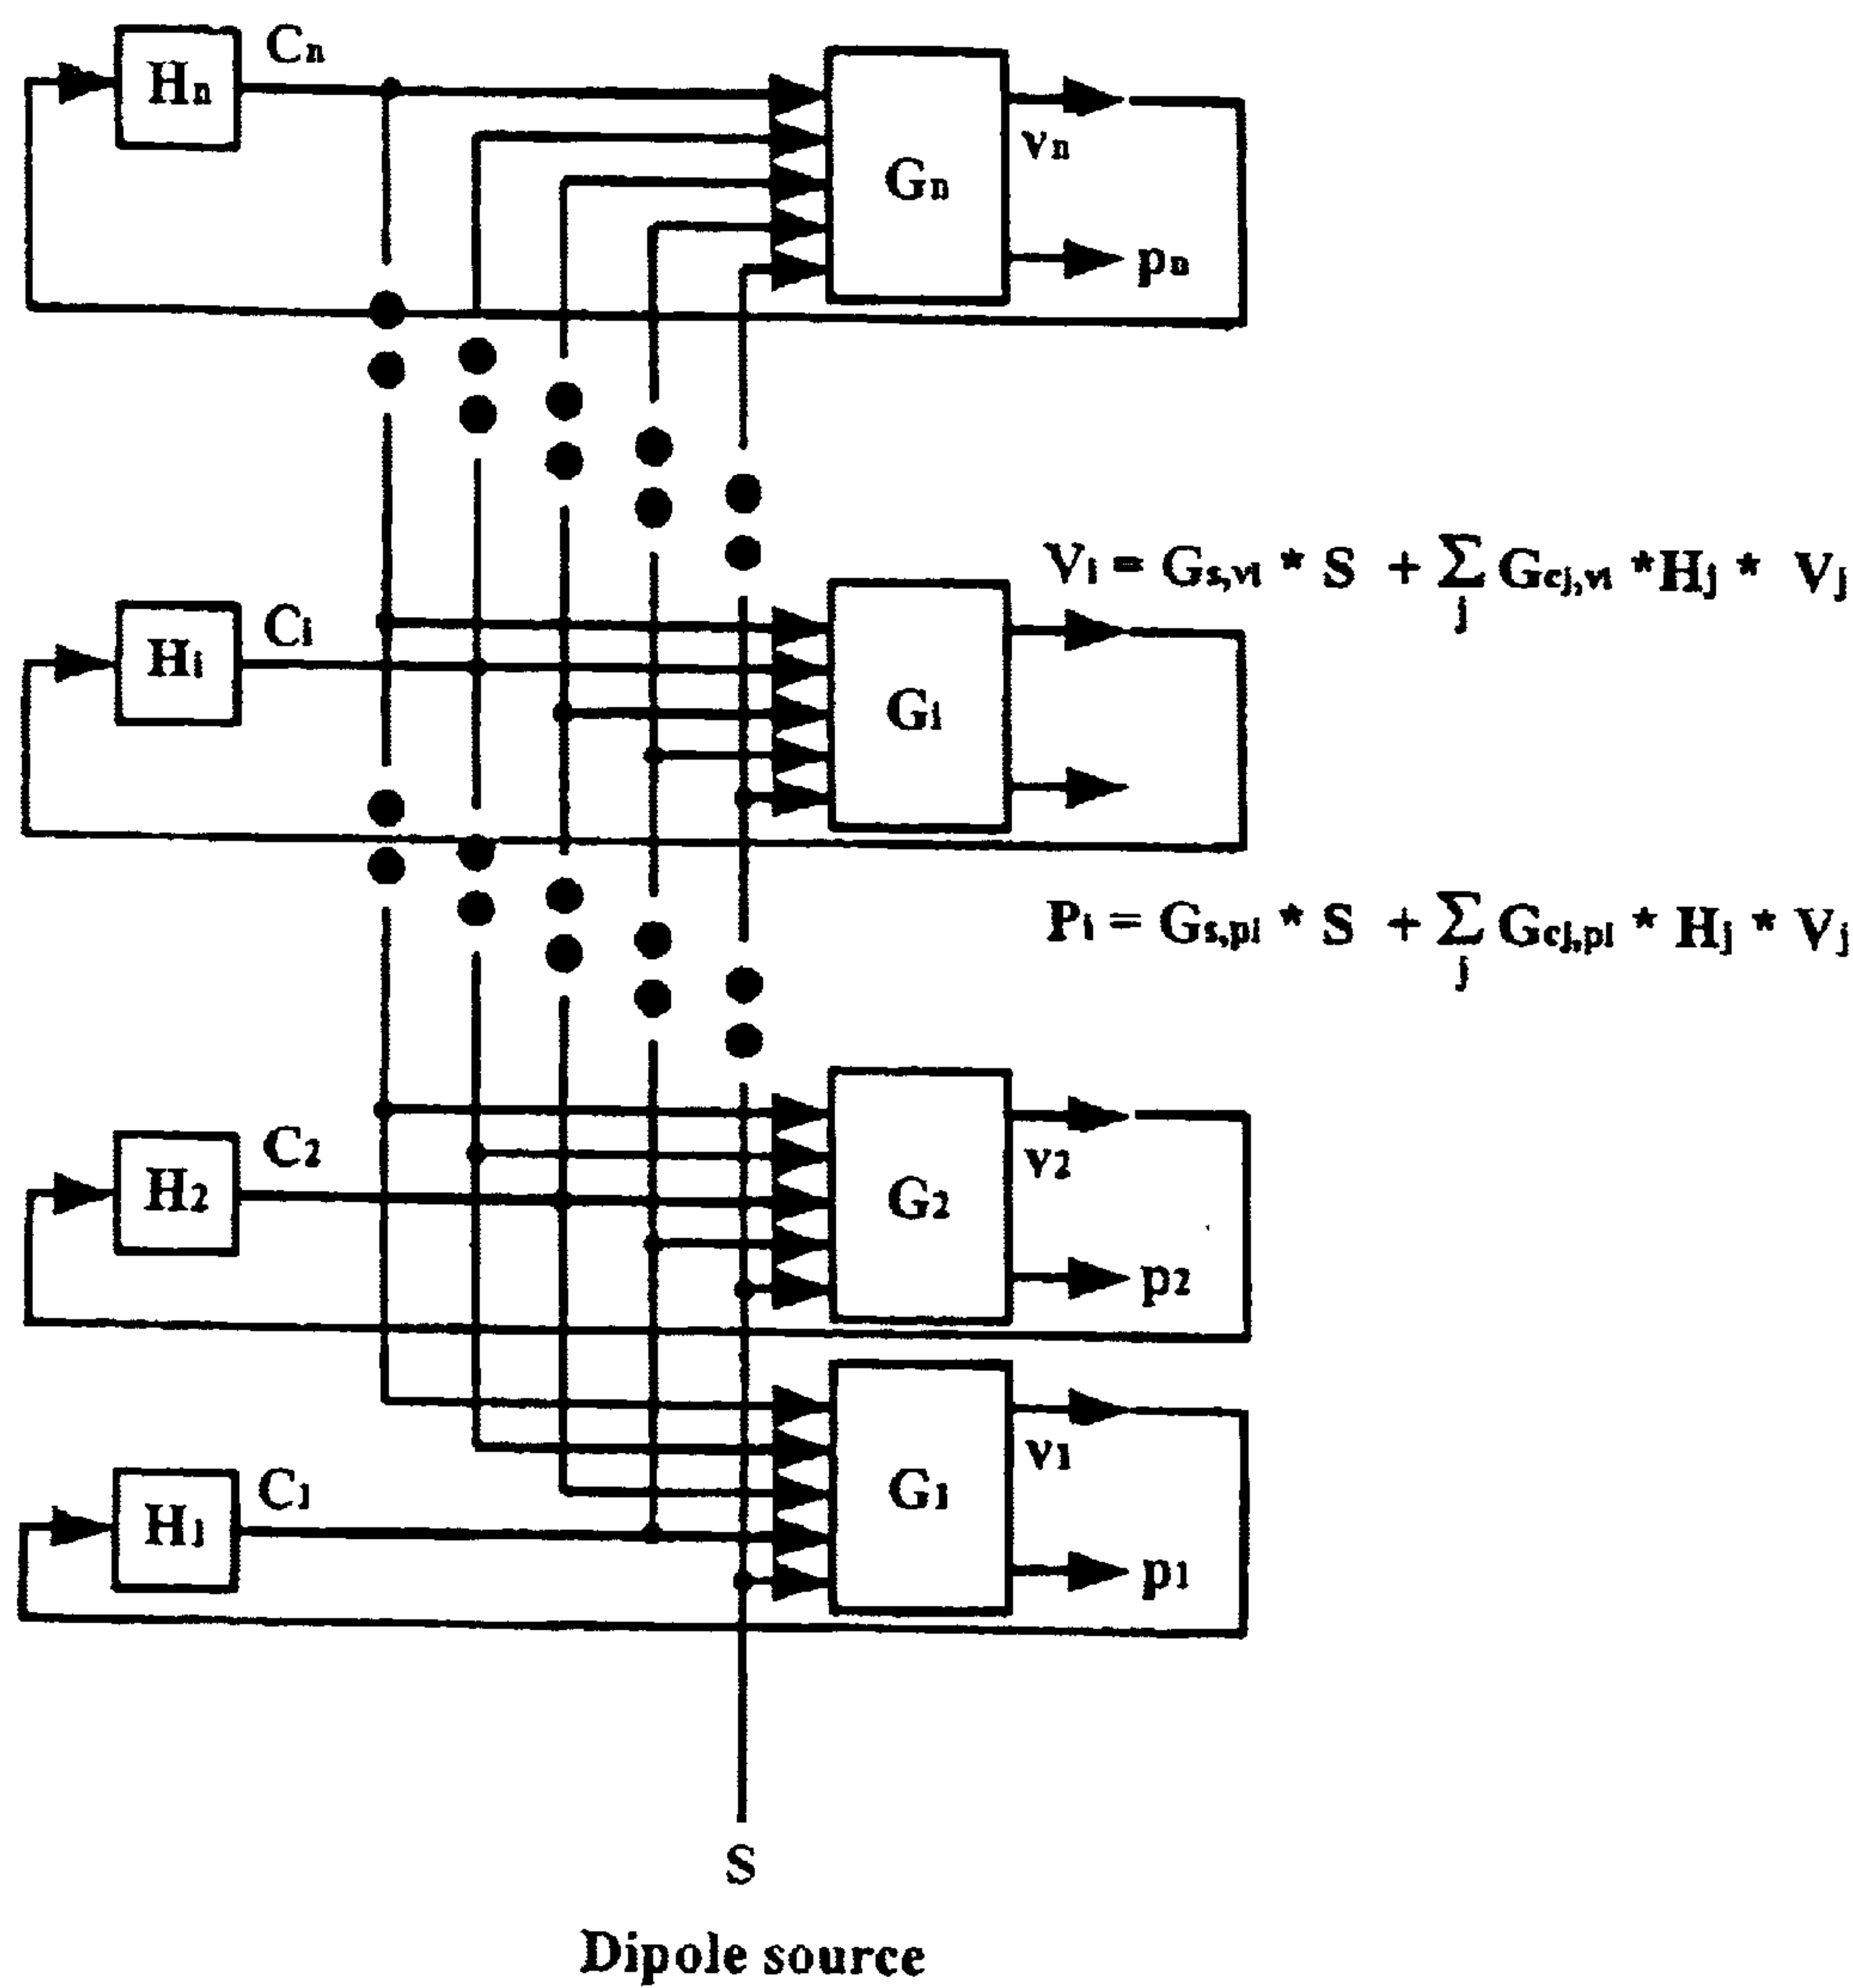 Cn
Hn
Gn
vn
pn
Vi = Gs,vi * S + Σ Gcj,vi *Hj * Vj
j
Ci
Hi
Gi
Pi = Gs,pi * S + Σ Gcj,pi * Hj * Vj
j
C2
H2
G2
v2
p2
C1
Hj
G1
v1
p1
S
Dipole source